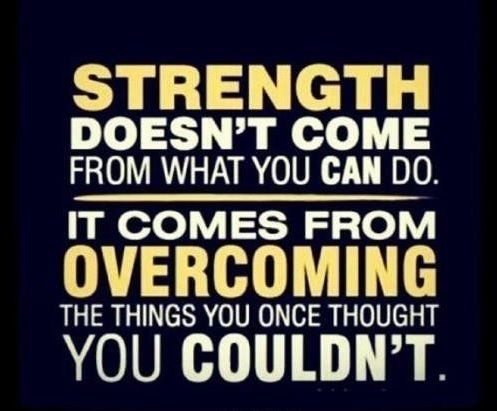 STRENGTH
DOESN'T COME
FROM WHAT YOU CAN DO.
IT COMES FROM
OVERCOMING
THE THINGS YOU ONCE THOUGHT
YOU COULDN'T.